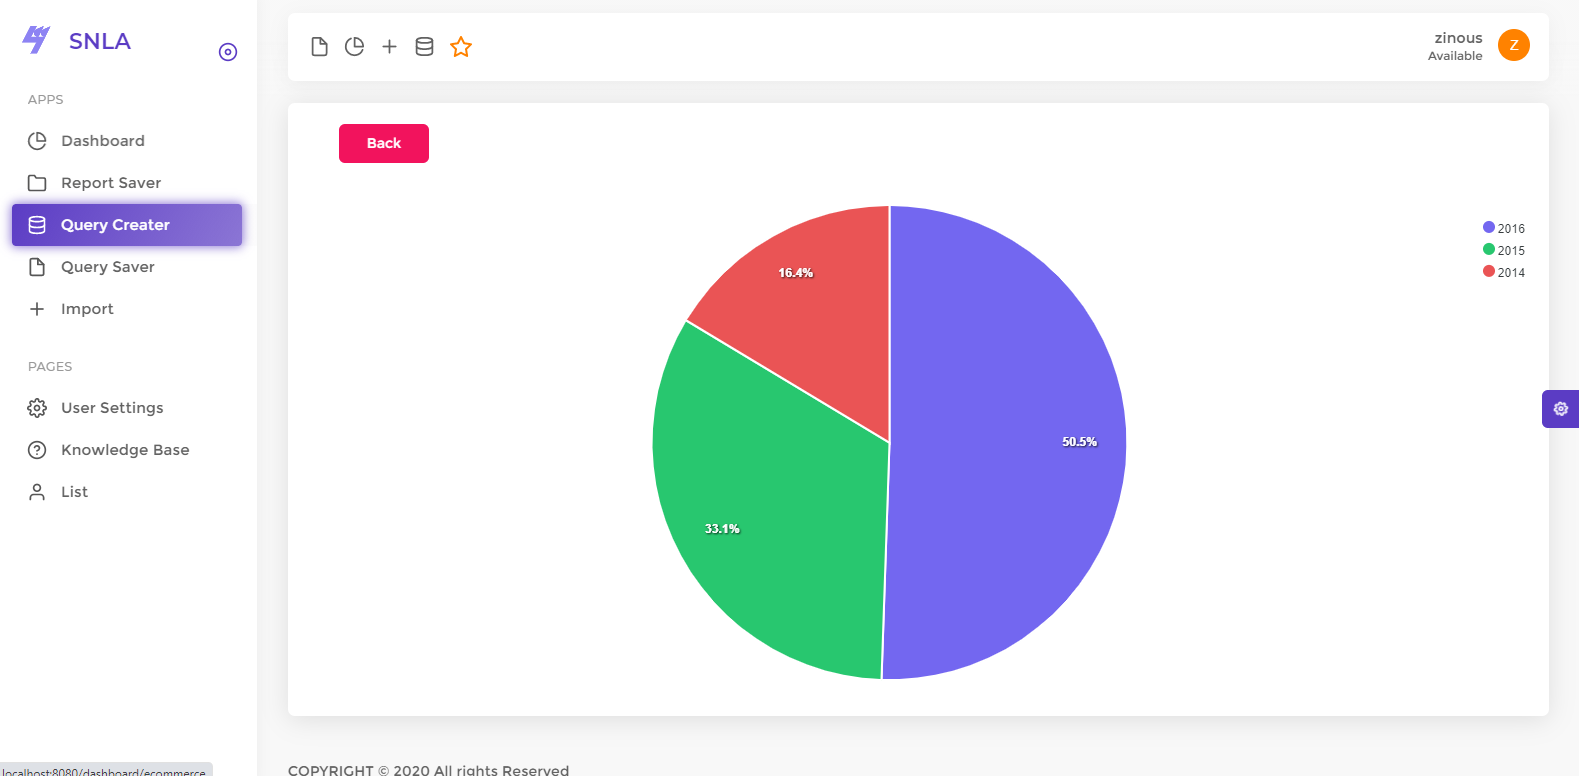 SNLA
APPS
Dashboard
Report Saver
Query Creater
Query Saver
Import
PAGES
User Settings
Knowledge Base
List
localhost:8080/dashboard/ecommerce
zinous
Available
Z
Back
16.4%
50.5%
33.1%
2016
2015
2014
COPYRIGHT © 2020 All rights Reserved